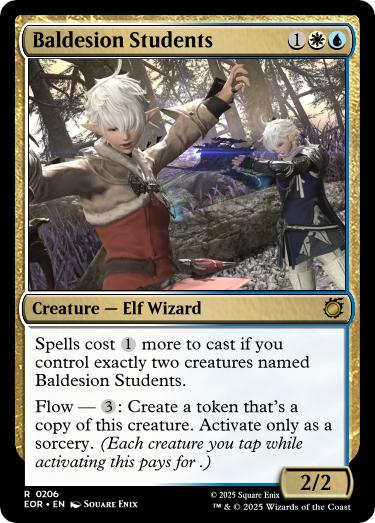 Baldesion Students 1
Creature — Elf Wizard
Spells cost 1 more to cast if you
control exactly two creatures named
Baldesion Students.
Flow — 3: Create a token that's a
copy of this creature. Activate only as a
sorcery. (Each creature you tap while
activating this pays for .)
2/2
R 0206
EOR • EN SQUARE ENIX
© 2025 Square Enix
™ & © 2025 Wizards of the Coast